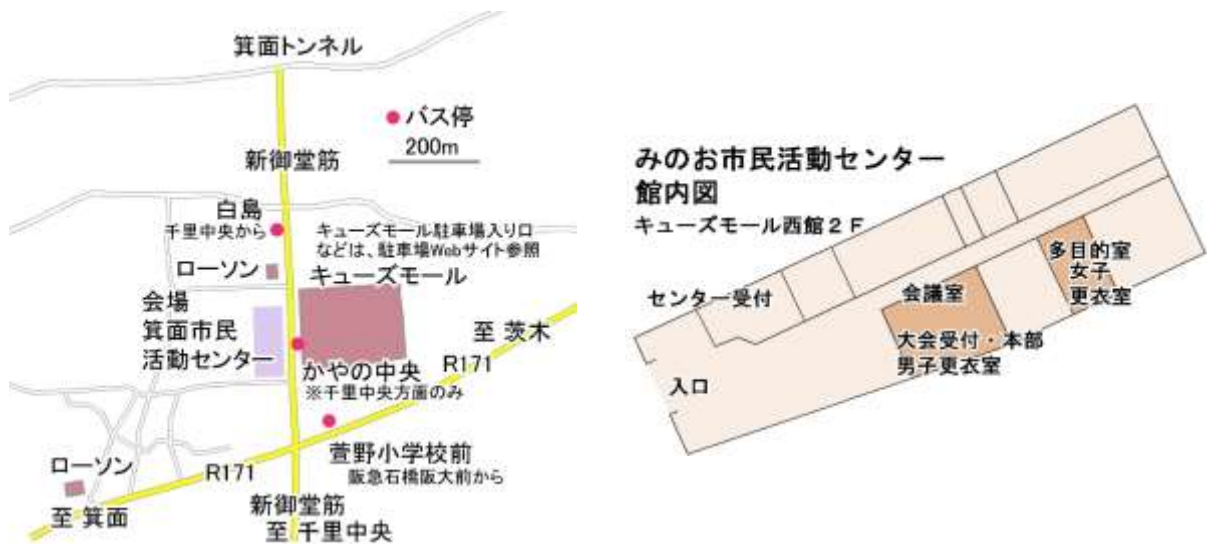 箕面トンネル
バス停
200m
新御堂筋
白島
千里中央から
キューズモール駐車場入り口
などは、駐車場Webサイト参照
ローソン
キューズモール
会場
箕面市民
活動センター
至 茨木
R171
かやの中央
※千里中央方面のみ
萱野小学校前
阪急石橋阪大前から
ローソン
R171
至 箕面
新御堂筋
至 千里中央
みのお市民活動センター
館内図
キューズモール西館２F
多目的室
女子
更衣室
センター受付
会議室
大会受付・本部
男子更衣室
入口